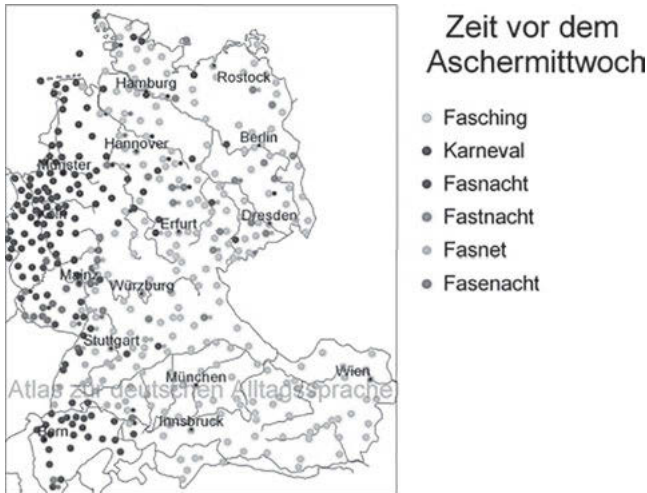 Zeit vor dem
Aschermittwoch
Fasching
Karneval
Fasnacht
Fastnacht
Fasnet
Fasenacht
Hamburg
Rostock
Hannover
Berlin
Münster
Köln
Erfurt
Dresden
Mainz
Würzburg
Stuttgart
München
Wien
Atlas zur deutschen Alltagssprache
Bern
Innsbruck